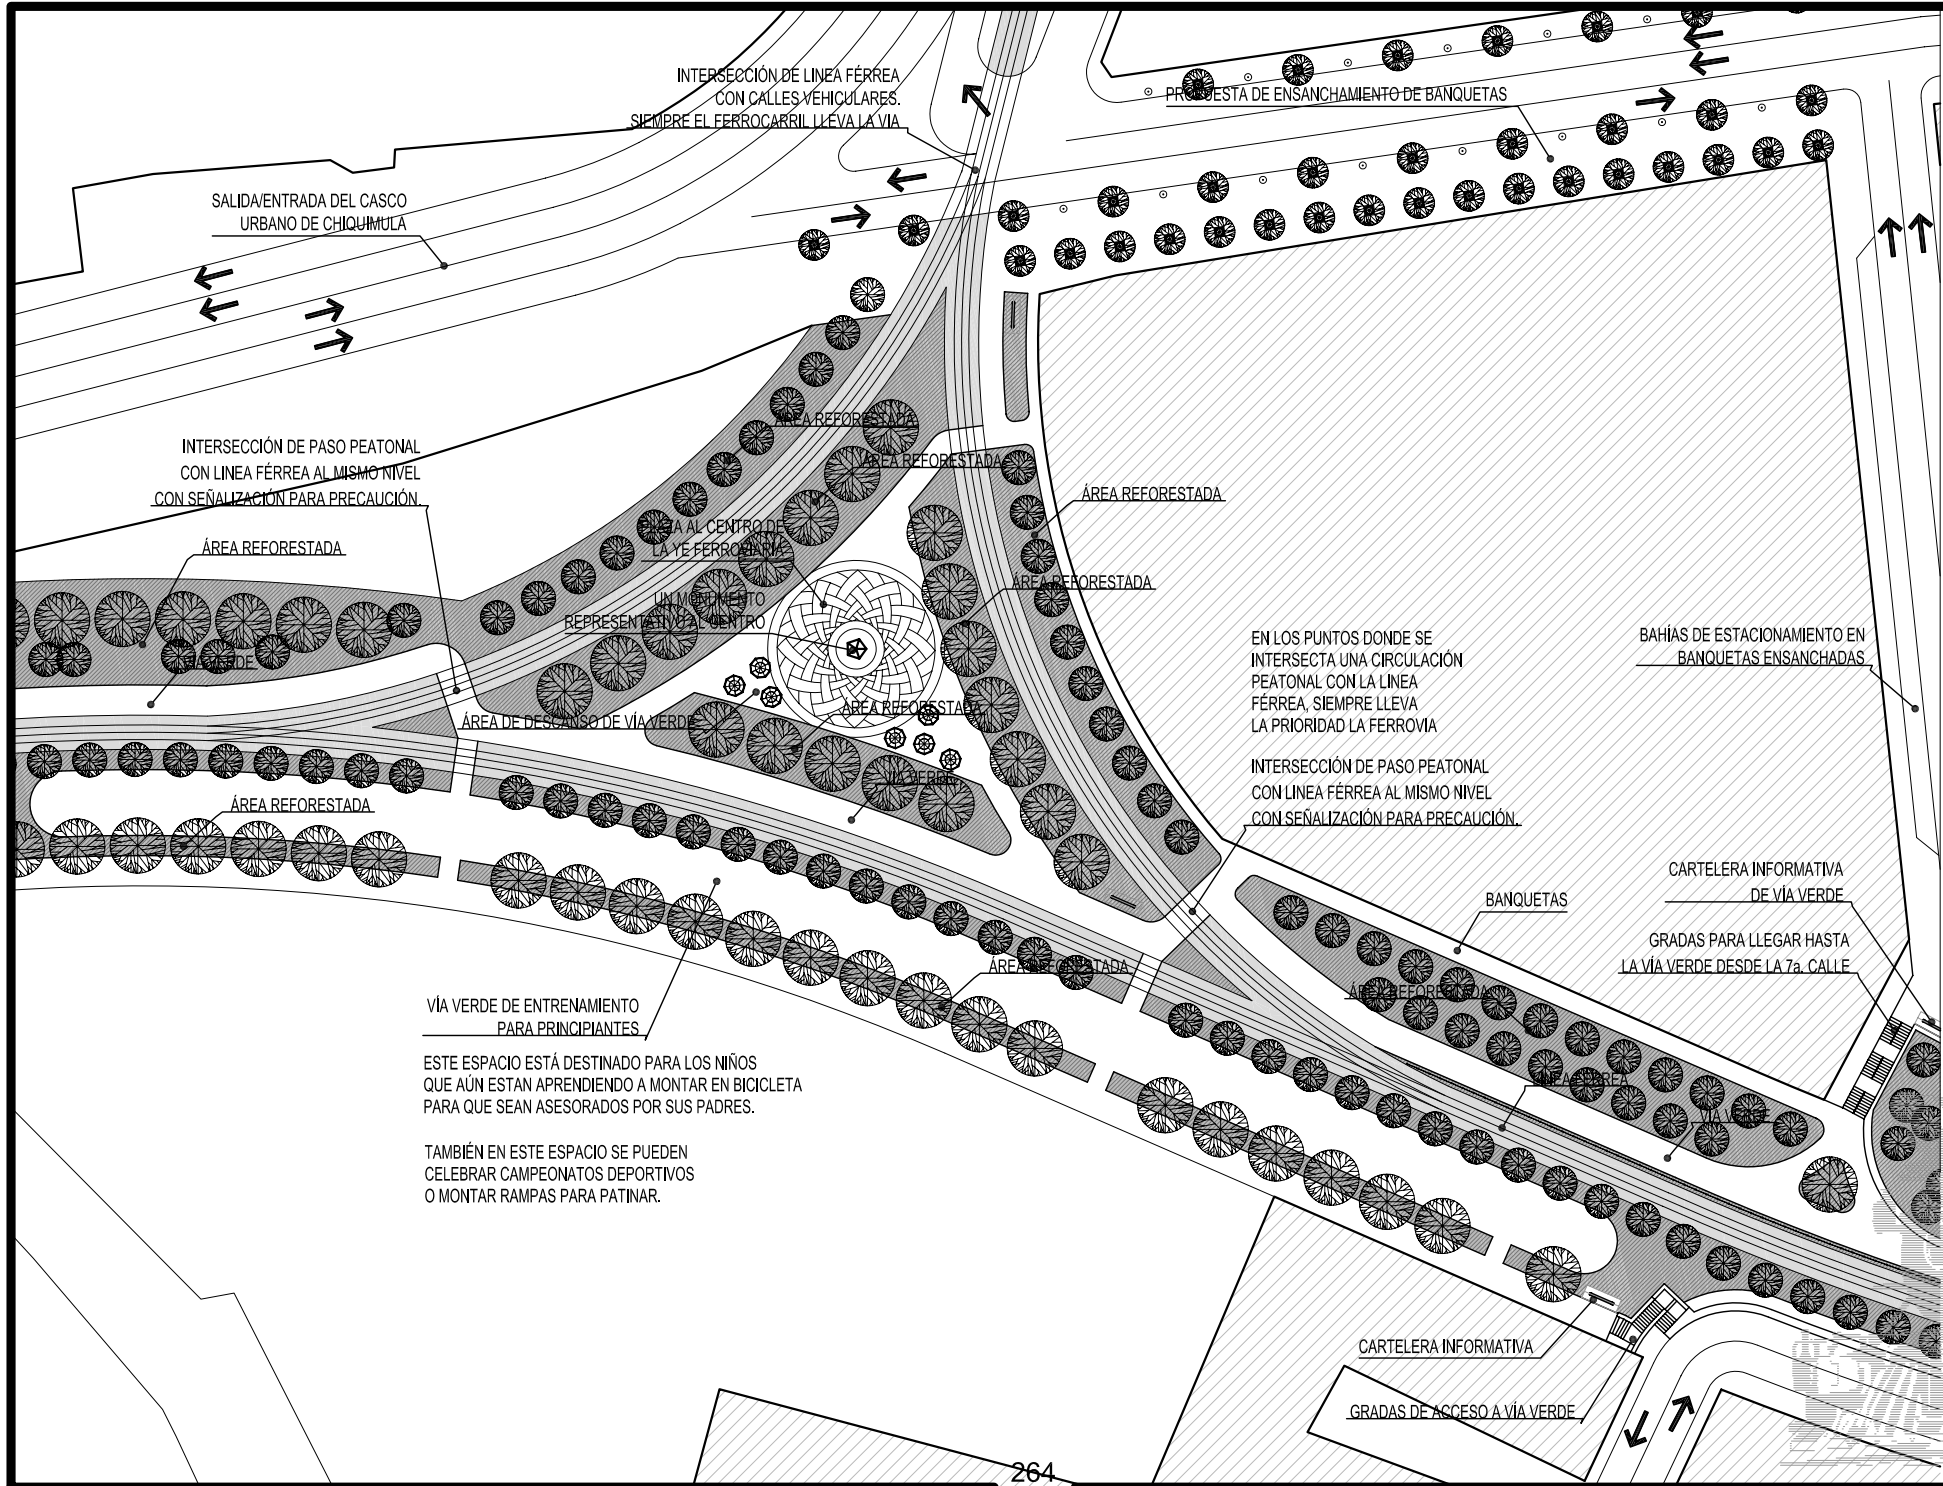 INTERSECCIÓN DE LINEA FÉRREA
CON CALLES VEHICULARES.
SIEMPRE EL FERROCARRIL LLEVA LA VIA
PROPUESTA DE ENSANCHAMIENTO DE BANQUETAS
SALIDA/ENTRADA DEL CASCO
URBANO DE CHIQUIMULA
INTERSECCIÓN DE PASO PEATONAL
CON LINEA FÉRREA AL MISMO NIVEL
CON SEÑALIZACIÓN PARA PRECAUCIÓN.
ÁREA REFORESTADA
ÁREA REFORESTADA
ÁREA REFORESTADA
ÁREA REFORESTADA
PLAZA AL CENTRO DE
LA YE FERROVIARIA
ÁREA REFORESTADA
UN MONUMENTO
REPRESENTATIVO AL CENTRO
VÍA VERDE
ÁREA DE DESCANSO DE VÍA VERDE
ÁREA REFORESTADA
VÍA VERDE
ÁREA REFORESTADA
EN LOS PUNTOS DONDE SE
INTERSECTA UNA CIRCULACIÓN
PEATONAL CON LA LINEA
FÉRREA, SIEMPRE LLEVA
LA PRIORIDAD LA FERROVIA
INTERSECCIÓN DE PASO PEATONAL
CON LINEA FÉRREA AL MISMO NIVEL
CON SEÑALIZACIÓN PARA PRECAUCIÓN.
BAHÍAS DE ESTACIONAMIENTO EN
BANQUETAS ENSANCHADAS
CARTELERA INFORMATIVA
DE VÍA VERDE
BANQUETAS
GRADAS PARA LLEGAR HASTA
LA VÍA VERDE DESDE LA 7a. CALLE
ÁREA REFORESTADA
ÁREA REFORESTADA
VÍA VERDE DE ENTRENAMIENTO
PARA PRINCIPIANTES
ESTE ESPACIO ESTÁ DESTINADO PARA LOS NIÑOS
QUE AÚN ESTAN APRENDIENDO A MONTAR EN BICICLETA
PARA QUE SEAN ASESORADOS POR SUS PADRES.
TAMBIÉN EN ESTE ESPACIO SE PUEDEN
CELEBRAR CAMPEONATOS DEPORTIVOS
O MONTAR RAMPAS PARA PATINAR.
LINEA FÉRREA
VÍA VERDE
CARTELERA INFORMATIVA
GRADAS DE ACCESO A VÍA VERDE
264